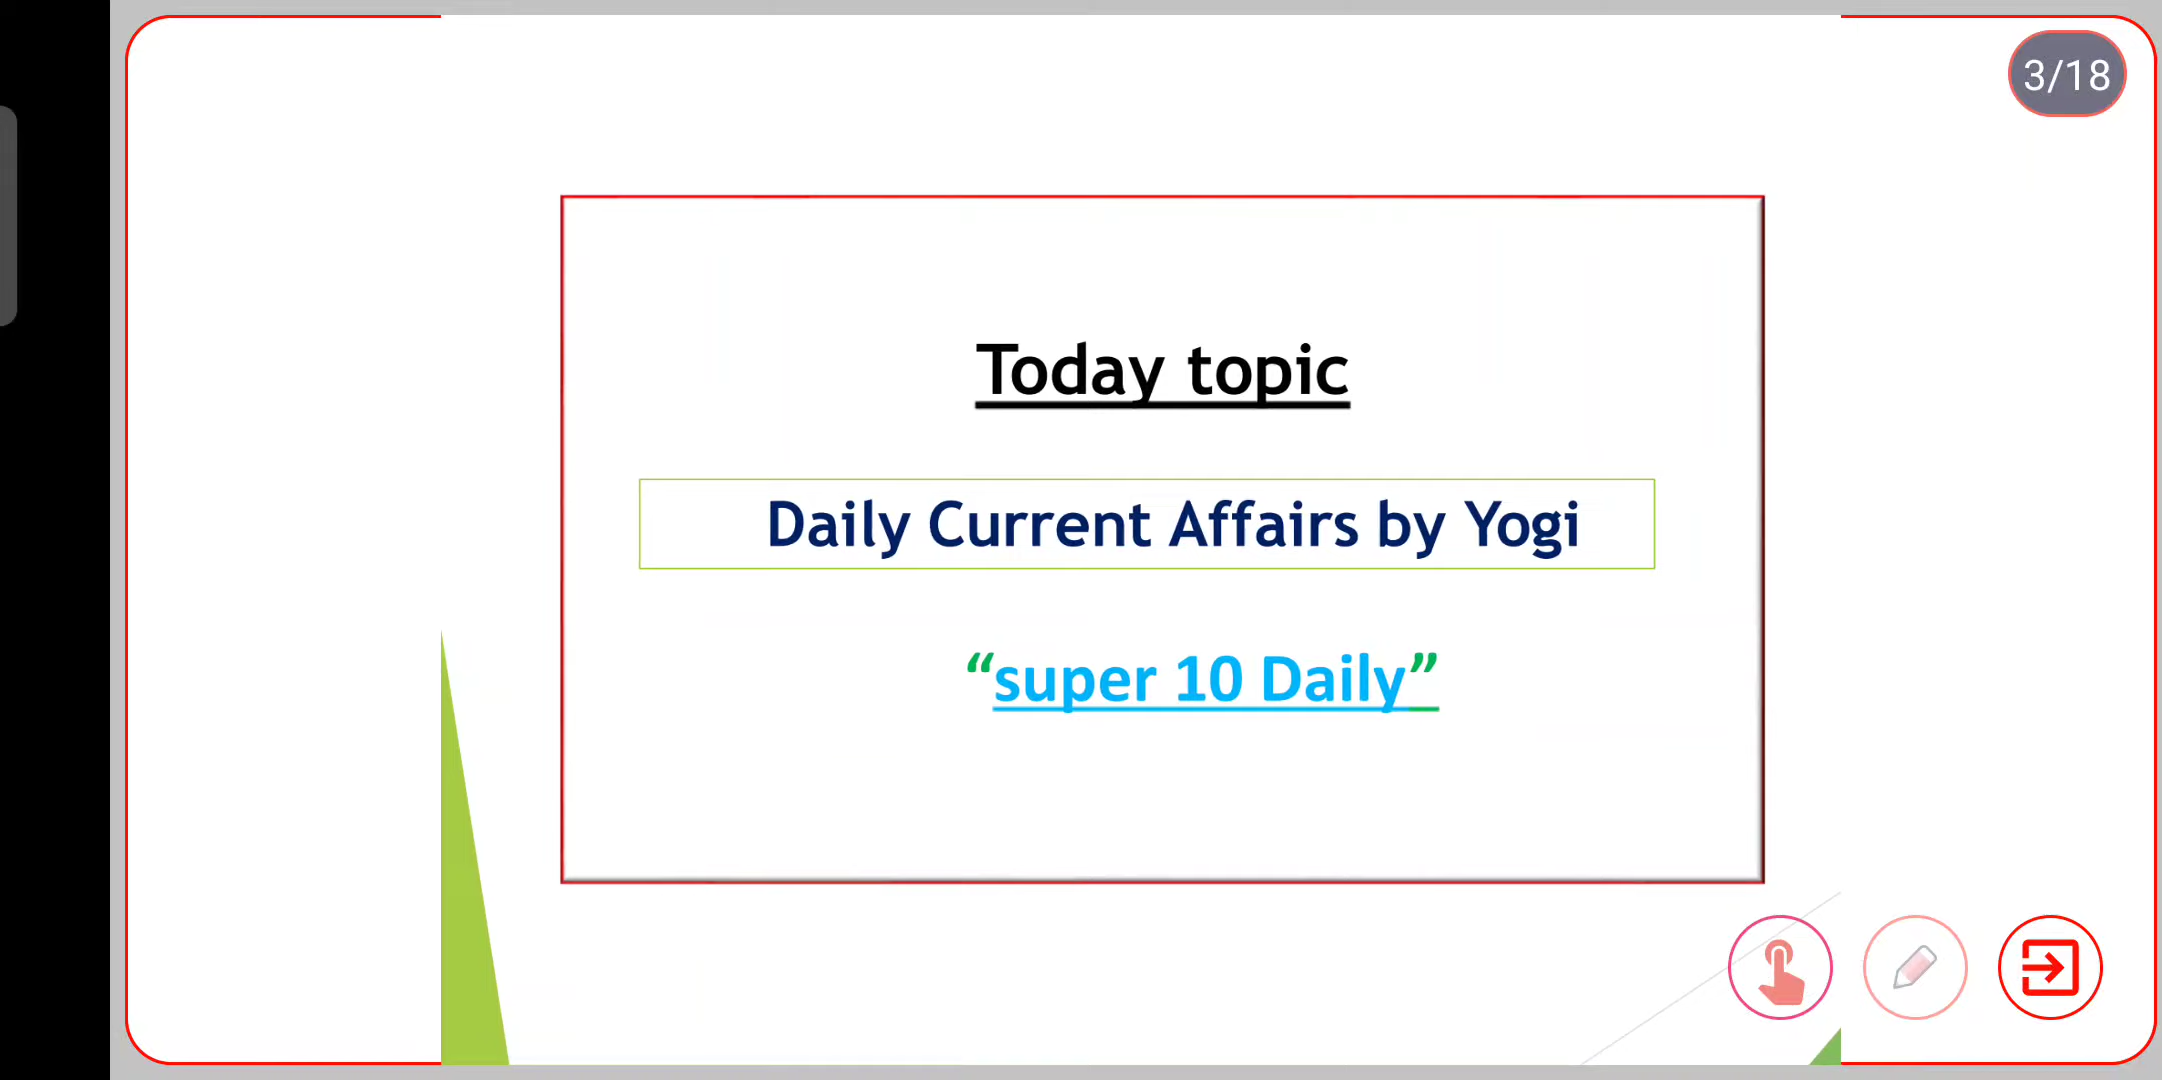 3/18
Today topic
Daily Current Affairs by Yogi
“super 10 Daily”